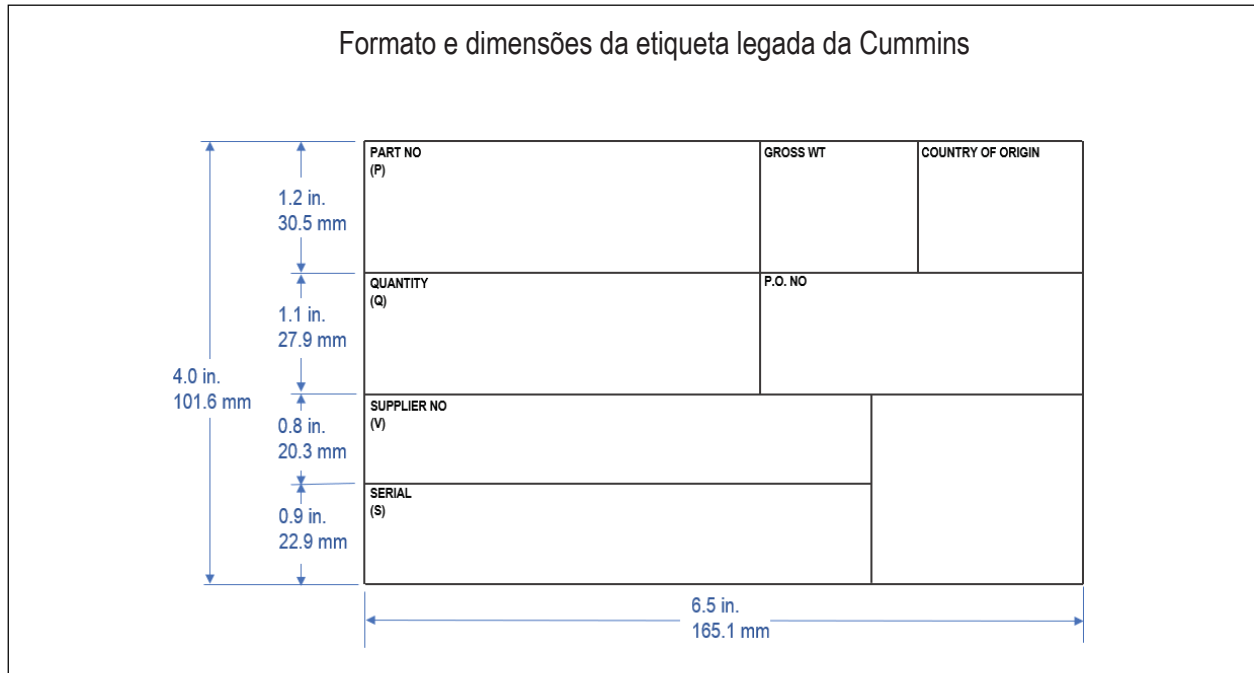 Formato e dimensões da etiqueta legada da Cummins
PART NO
(P)
GROSS WT
COUNTRY OF ORIGIN
1.2 in.
30.5 mm
QUANTITY
(Q)
P.O. NO
1.1 in.
27.9 mm
4.0 in.
101.6 mm
SUPPLIER NO
(V)
0.8 in.
20.3 mm
SERIAL
(S)
0.9 in.
22.9 mm
6.5 in.
165.1 mm